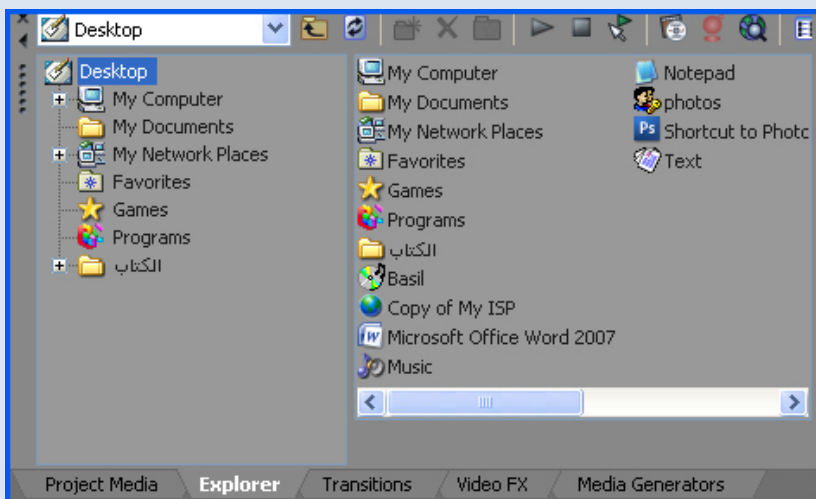 Desktop
Desktop
My Computer
My Documents
My Network Places
Favorites
Games
Programs
الكتاب
My Computer
My Documents
My Network Places
Favorites
Games
Programs
الكتاب
Basil
Copy of My ISP
Microsoft Office Word 2007
Music
Notepad
photos
Ps Shortcut to Photo
Text
Project Media Explorer Transitions Video FX Media Generators